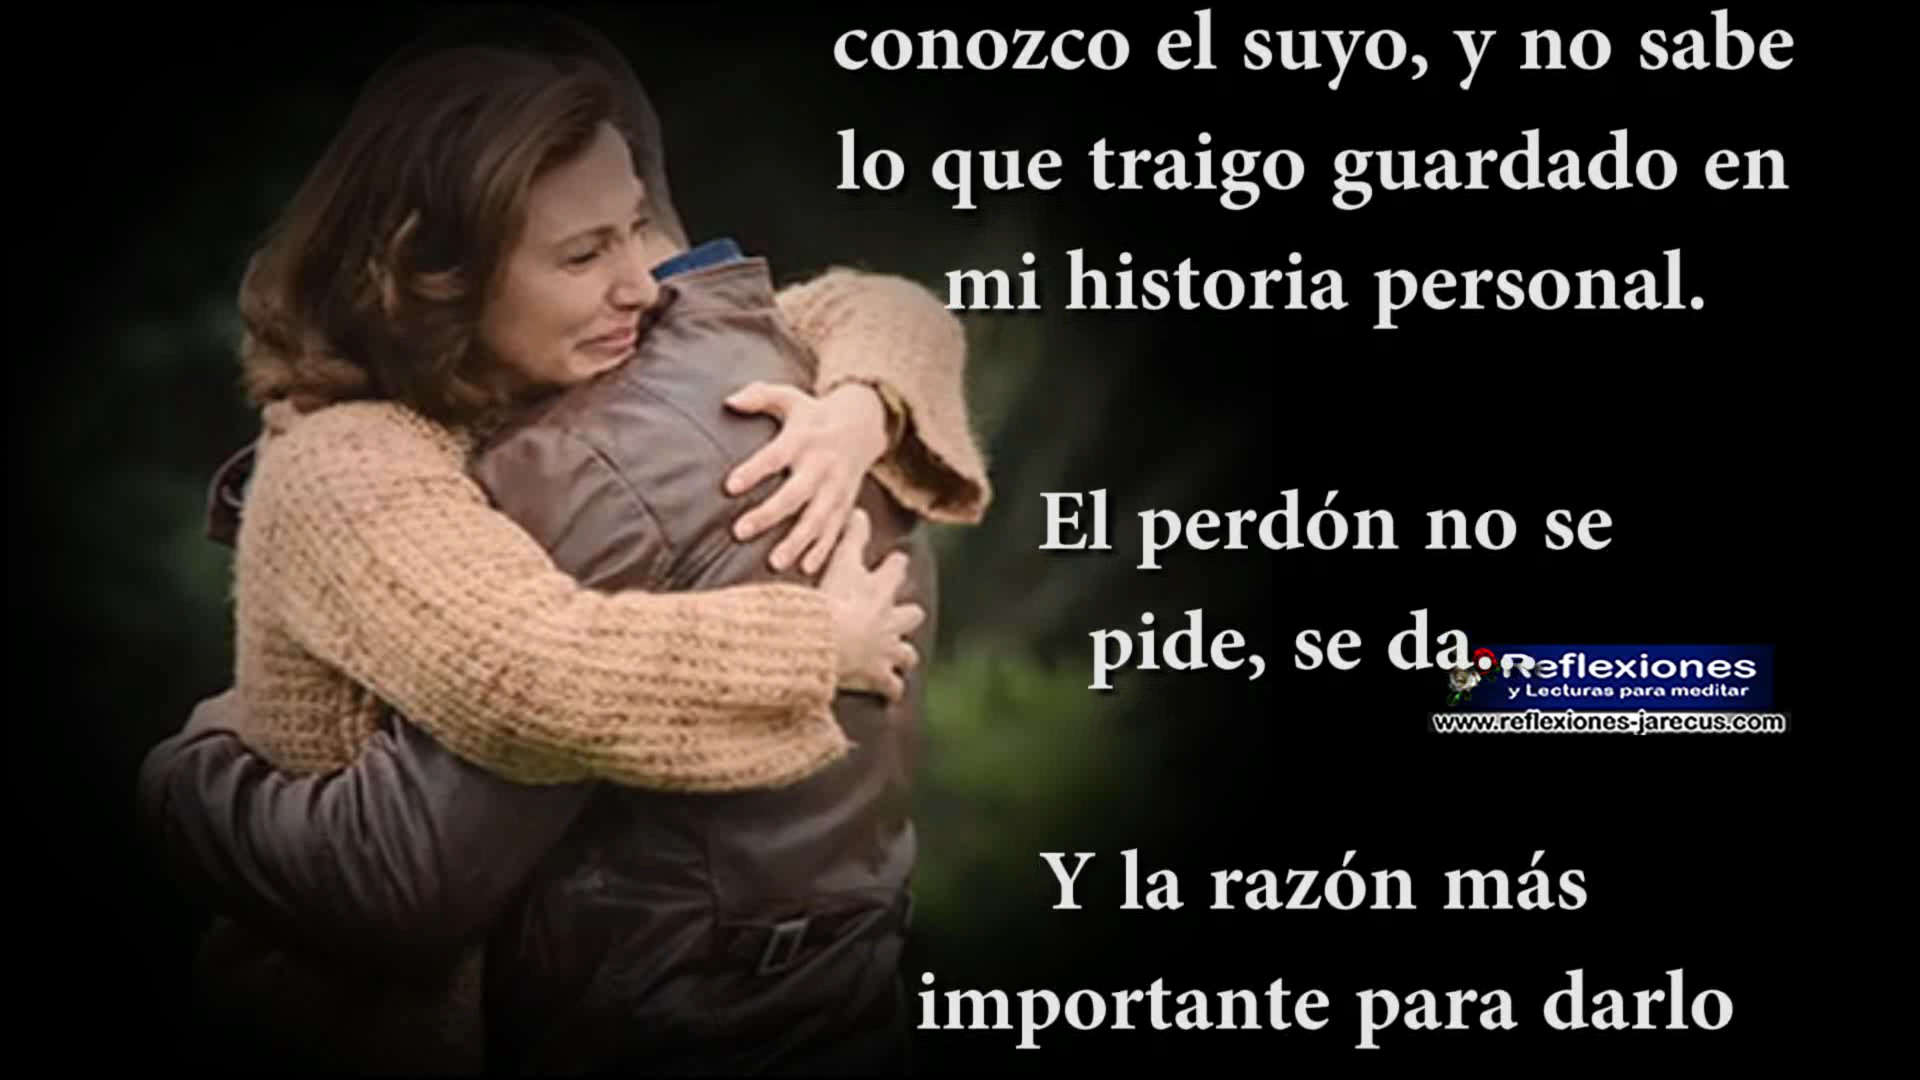 conozco el suyo, y no sabe
lo que traigo guardado en
mi historia personal.
El perdón no se
pide, se da...
Reflexiones
y Lecturas para meditar
www.reflexiones-jarecus.com
Y la razón más
importante para darlo